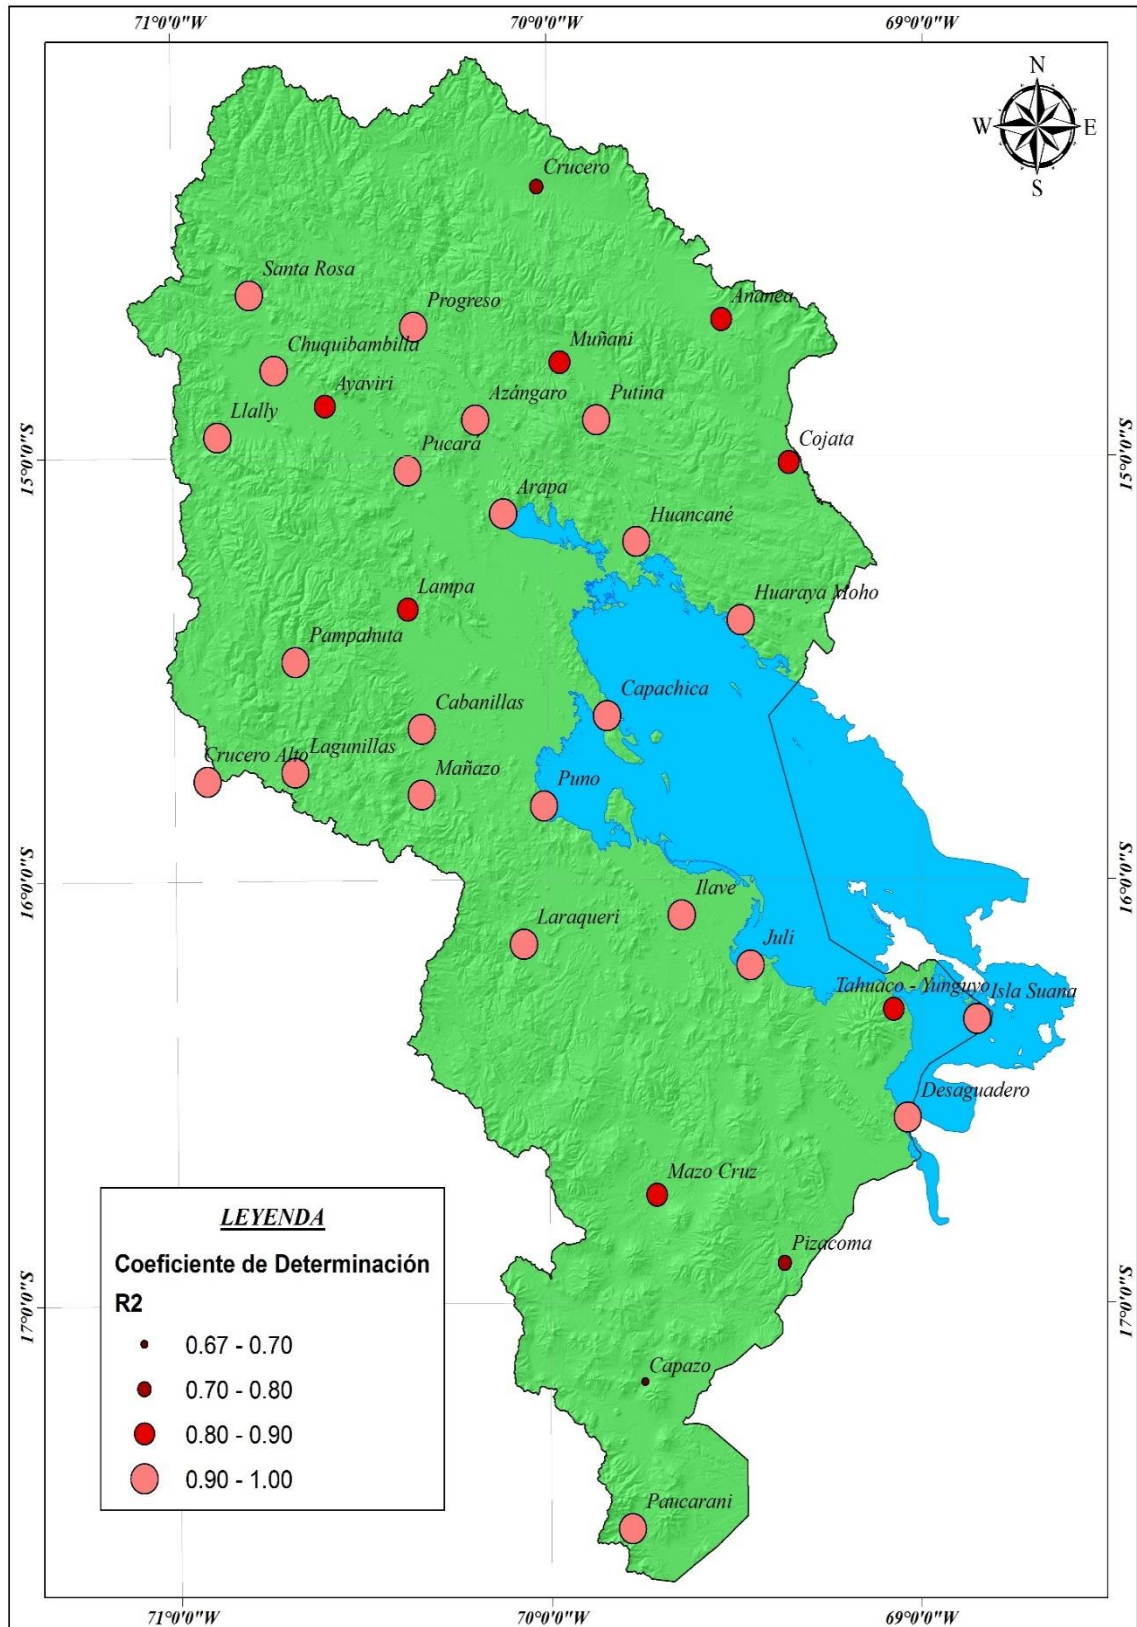 71°0'0"W
70°0'0"W
69°0'0"W
N
W
E
S
Crucero
Santa Rosa
Progreso
Ananea
Chuquibambilla
Muñani
Ayaviri
Azángaro
Putina
Llally
Pucará
Cojata
15°0'0"S
15°0'0"S
Arapa
Huancané
Lampa
Huaraya Moho
Pampahuta
Cabanillas
Capachica
Crucero Alto
Lagunillas
Mañazo
Puno
16°0'0"S
16°0'0"S
Ilave
Laraqueri
Juli
Tahuaco - Yunguyo
Isla Suana
Desaguadero
Mazo Cruz
Pizacoma
LEYENDA
Coeficiente de Determinación
R2
0.67 - 0.70
0.70 - 0.80
0.80 - 0.90
0.90 - 1.00
17°0'0"S
17°0'0"S
Capazo
Paucarani
71°0'0"W
70°0'0"W
69°0'0"W